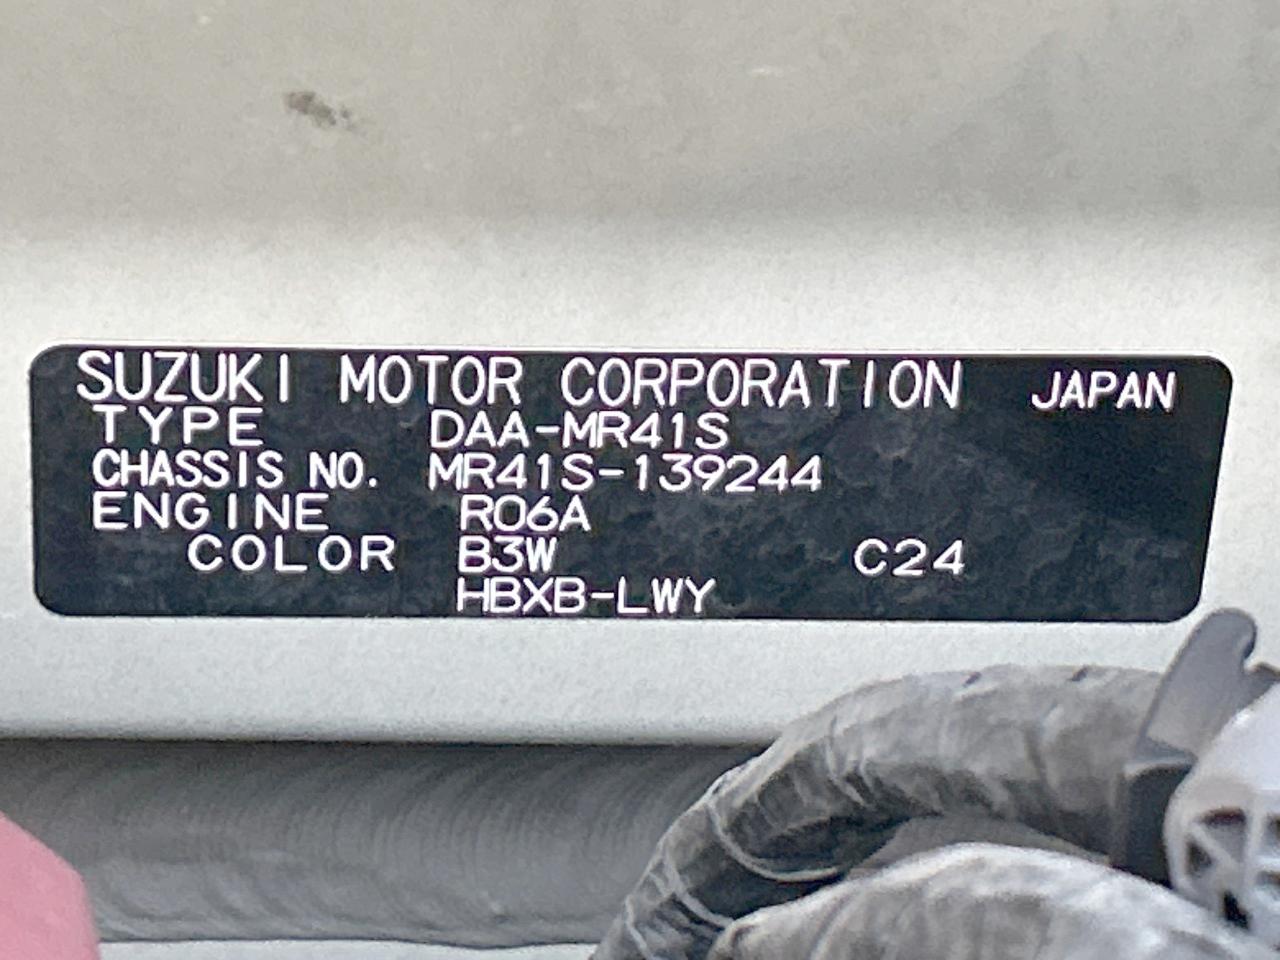 SUZUKI MOTOR CORPORATION JAPAN
TYPE DAA-MR41S
CHASSIS NO. MR41S-139244
ENGINE R06A
COLOR B3W C24
HBXB-LWY